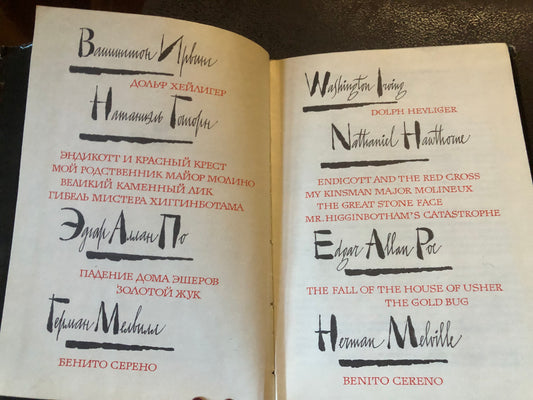 Вашингтон Ирвинг
ДОЛЬФ ХЕЙЛИГЕР
Натаниэль Готорн
ЭНДИКОТТ И КРАСНЫЙ КРЕСТ
МОЙ РОДСТВЕННИК МАЙОР МОЛИНО
ВЕЛИКИЙ КАМЕННЫЙ ЛИК
ГИБЕЛЬ МИСТЕРА ХИГГИНБОТАМА
Эдгар Аллан По
ПАДЕНИЕ ДОМА ЭШЕРОВ
ЗОЛОТОЙ ЖУК
Герман Мелвилл
БЕНИТО СЕРЕНО
Washington Irving
DOLPH HEYLIGER
Nathaniel Hawthorne
ENDICOTT AND THE RED CROSS
MY KINSMAN MAJOR MOLINEUX
THE GREAT STONE FACE
MR. HIGGINBOTHAM'S CATASTROPHE
Edgar Allan Poe
THE FALL OF THE HOUSE OF USHER
THE GOLD BUG
Herman Melville
BENITO CERENO